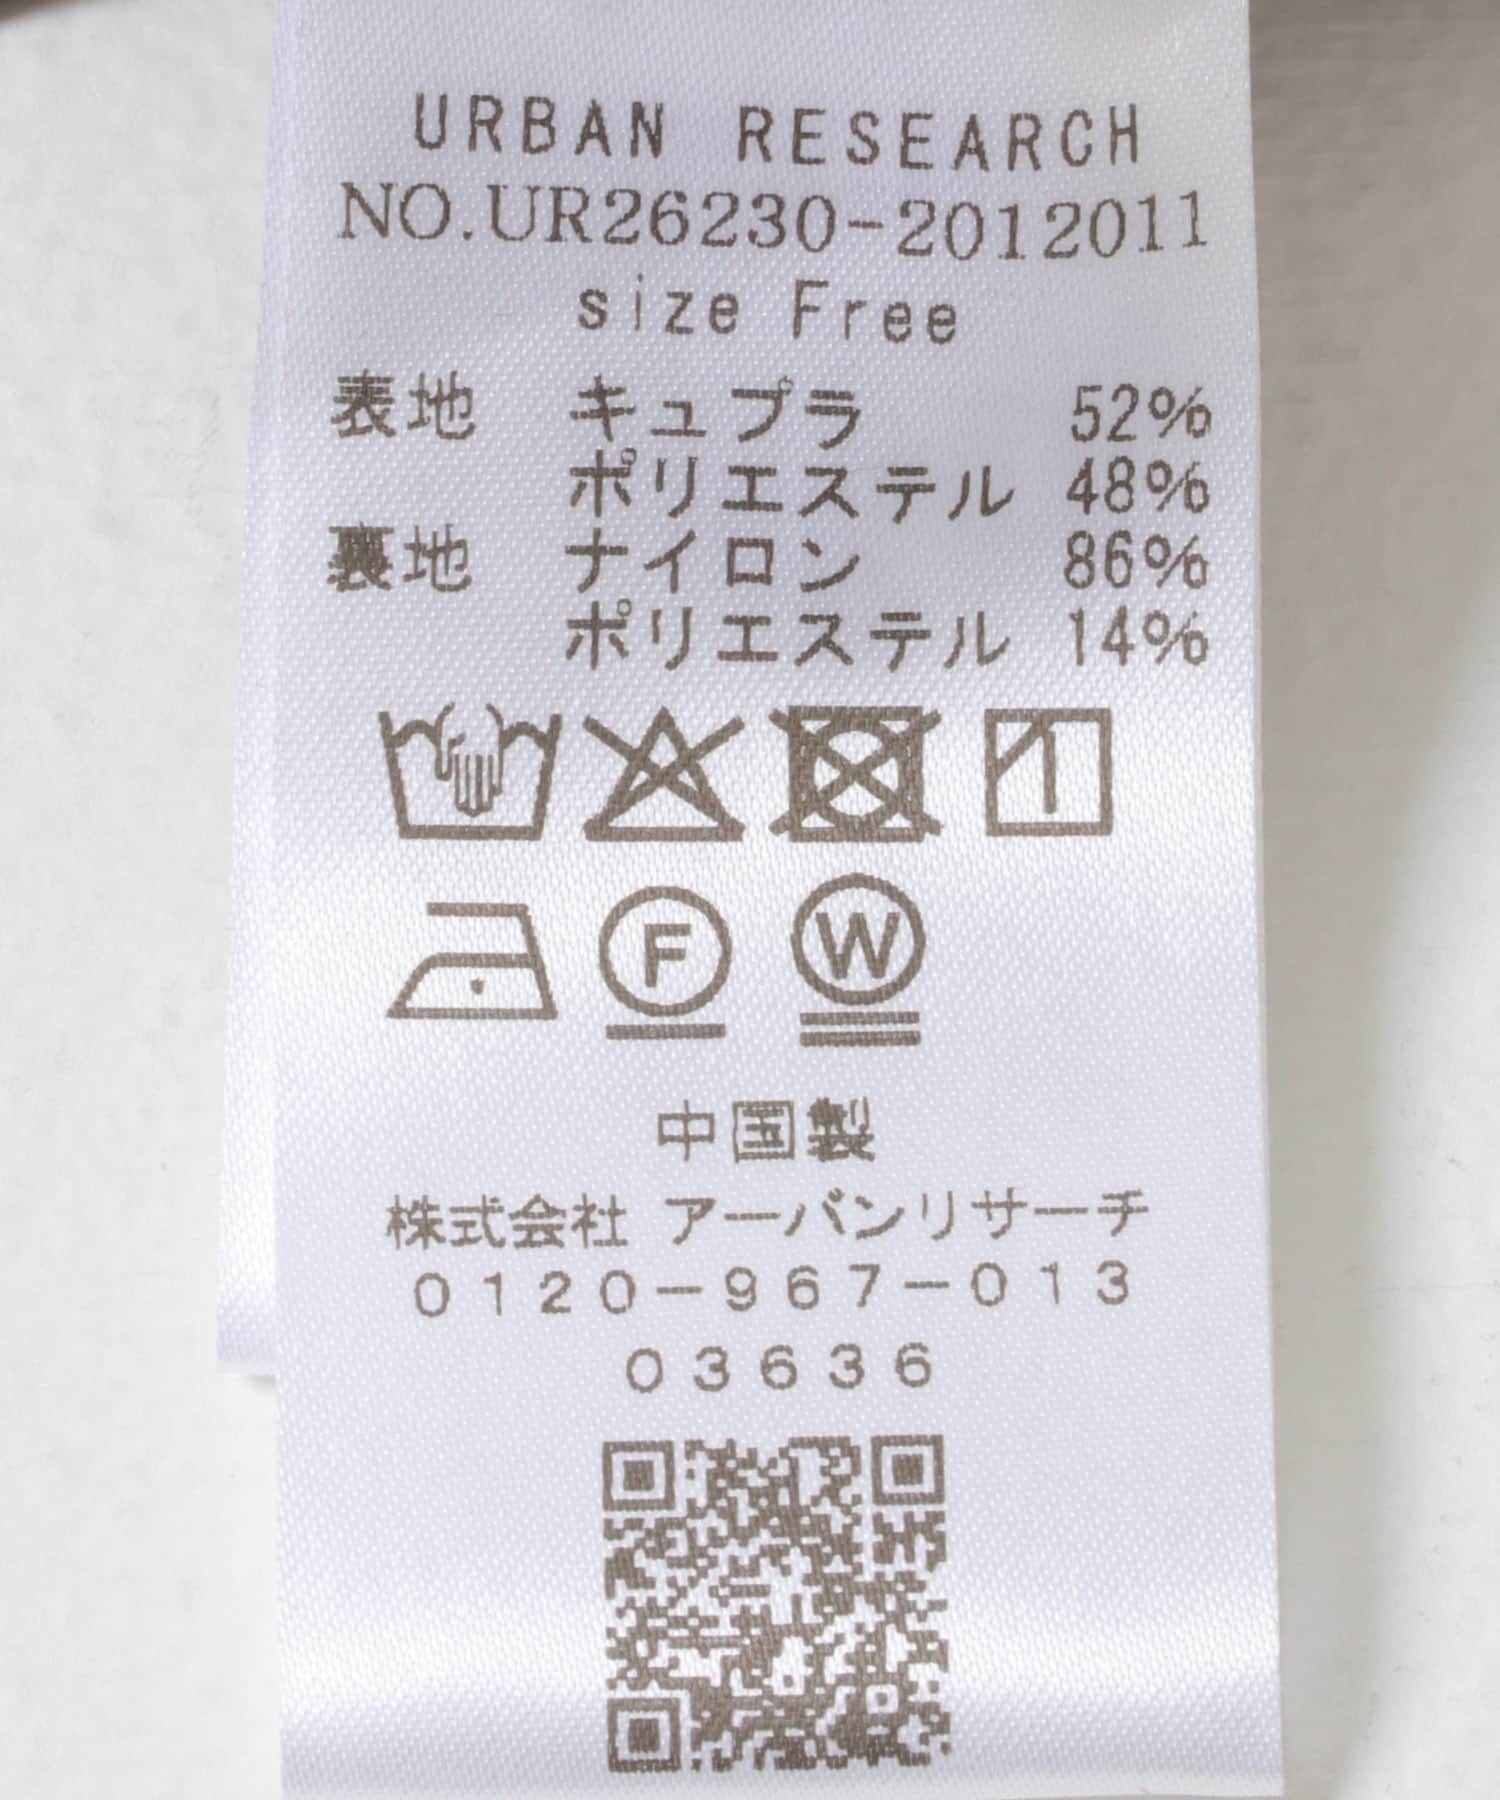 URBAN RESEARCH
NO.UR26230-2012011
size Free
表地 キュプラ 52%
ポリエステル 48%
裏地 ナイロン 86%
ポリエステル 14%
F W
中国製
株式会社 アーバンリサーチ
0120-967-013
03636